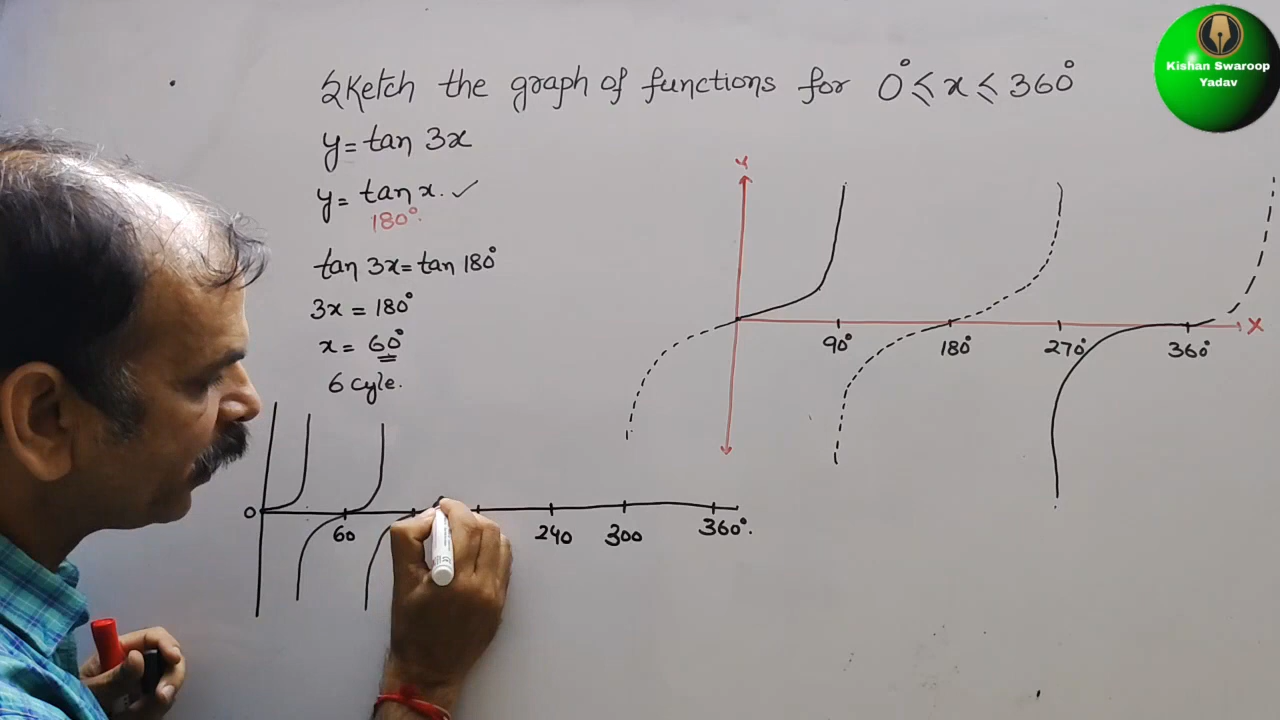 Sketch the graph of functions for 0° ≤ x ≤ 360°
y = tan 3x
y = tan x. ✓
180°.
tan 3x = tan 180°
3x = 180°
x = 60°
6 Cyle.
0 60 240 300 360°.
Y
90° 180° 270° 360° X
Kishan Swaroop
Yadav